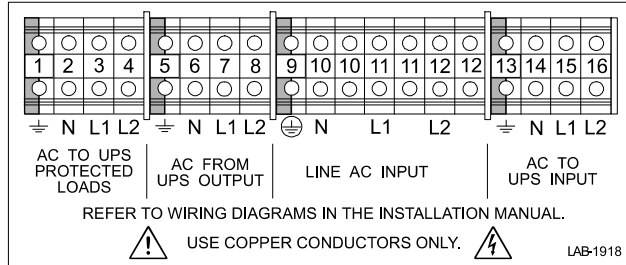 1 2 3 4 5 6 7 8 9 10 10 11 11 12 12 13 14 15 16
N L1 L2 N L1 L2 N L1 L2 N L1 L2
AC TO UPS
PROTECTED
LOADS
AC FROM
UPS OUTPUT
LINE AC INPUT
AC TO
UPS INPUT
REFER TO WIRING DIAGRAMS IN THE INSTALLATION MANUAL.
USE COPPER CONDUCTORS ONLY.
LAB-1918